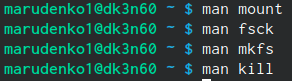 marudenko1@dk3n60 ~ $ man mount
marudenko1@dk3n60 ~ $ man fsck
marudenko1@dk3n60 ~ $ man mkfs
marudenko1@dk3n60 ~ $ man kill